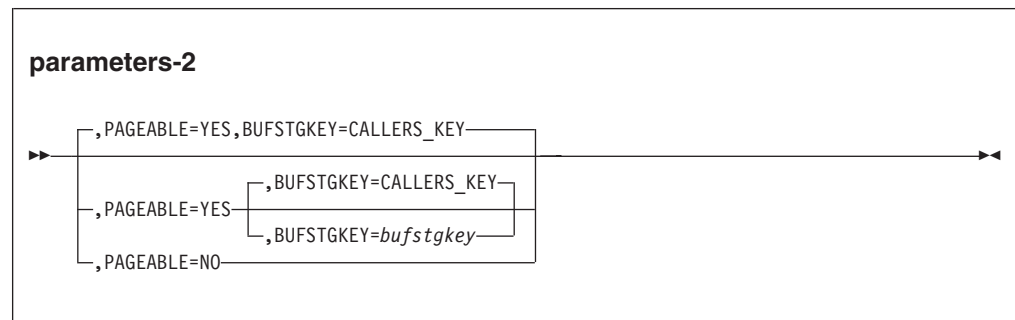 parameters-2
,PAGEABLE=YES,BUFSTGKEY=CALLERS_KEY
,BUFSTGKEY=CALLERS_KEY
,PAGEABLE=YES
,BUFSTGKEY=bufstgkey
,PAGEABLE=NO